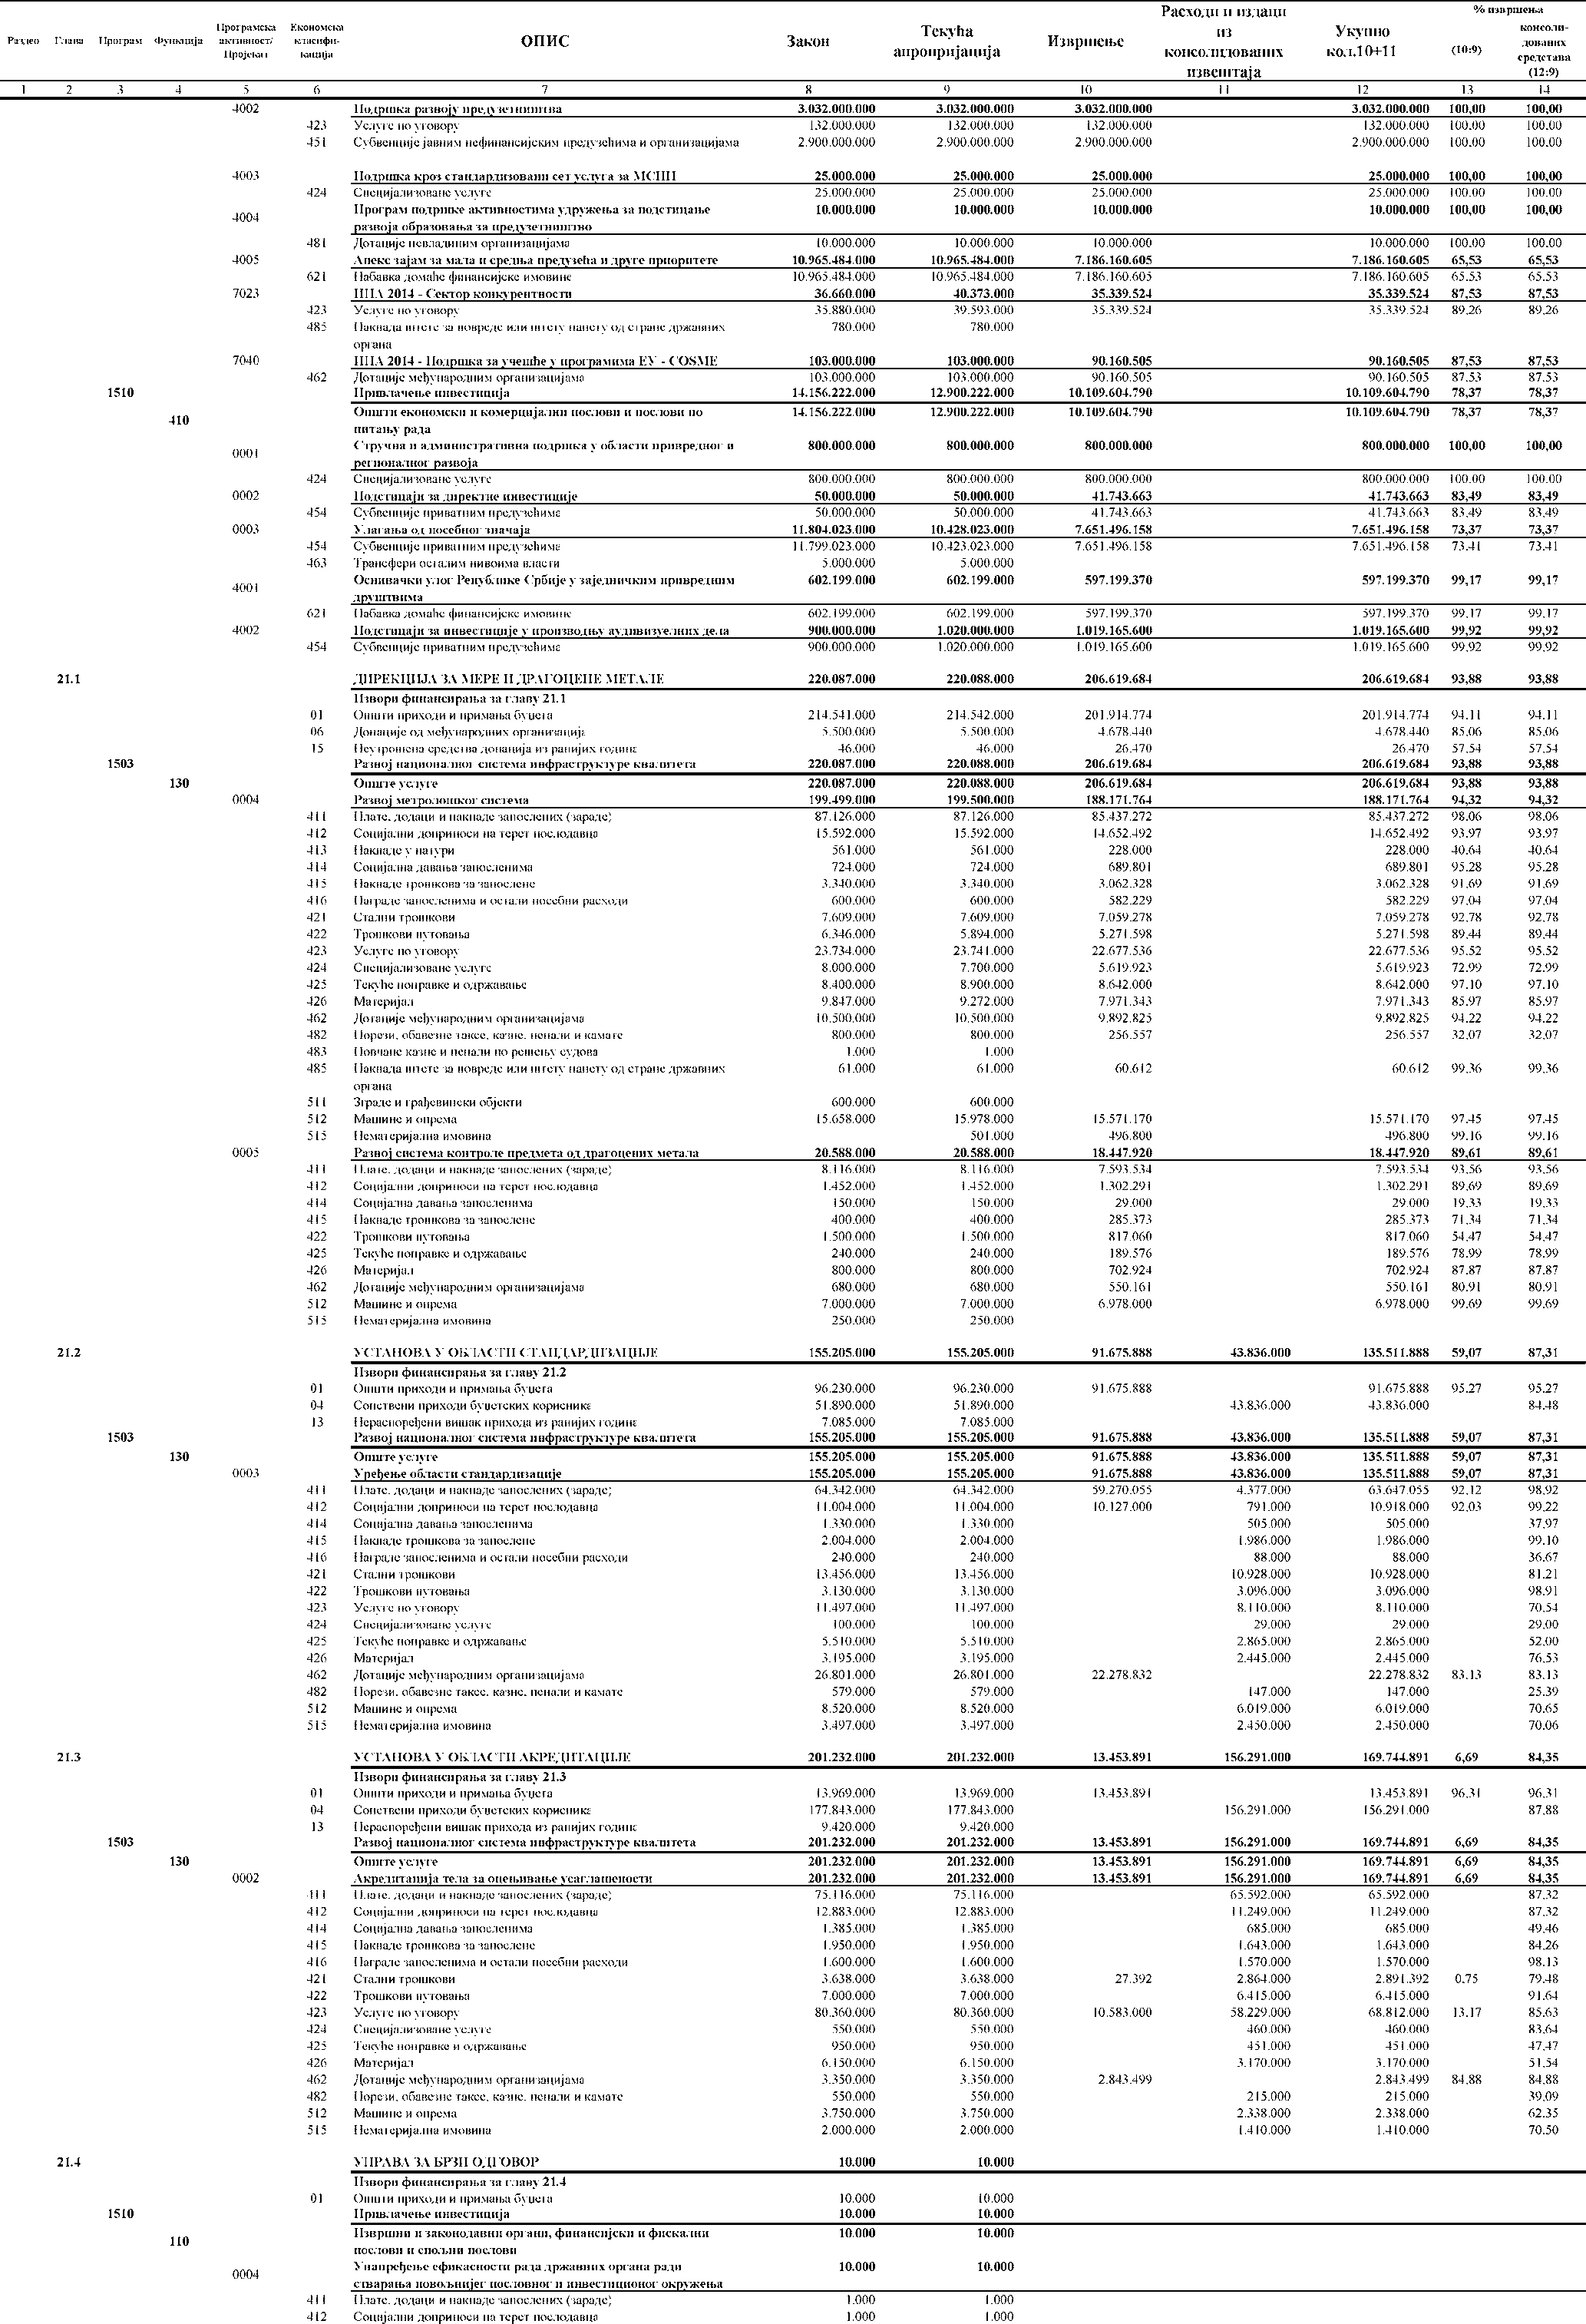 Раздео Глава Програм Функција Програмска активност/ Пројекат Економска класифи- кација ОПИС Закон Текућа апропријација Извршење Расходи и издаци из консолидованих извештаја Укупно кол.10+11 % извршења (10:9) консоли- дованих средстава (12:9)
1 2 3 4 5 6 7 8 9 10 11 12 13 14
4002 Подршка развоју предузетништва 3.032.000.000 3.032.000.000 3.032.000.000 3.032.000.000 100,00 100,00
423 Услуге по уговору 132.000.000 132.000.000 132.000.000 132.000.000 100,00 100,00
451 Субвенције јавним нефинансијским предузећима и организацијама 2.900.000.000 2.900.000.000 2.900.000.000 2.900.000.000 100,00 100,00
4003 Подршка кроз стандардизовани сет услуга за МСПП 25.000.000 25.000.000 25.000.000 25.000.000 100,00 100,00
424 Специјализоване услуге 25.000.000 25.000.000 25.000.000 25.000.000 100,00 100,00
4004 Програм подршке активностима удружења за подстицање 10.000.000 10.000.000 10.000.000 10.000.000 100,00 100,00
развоја образовања за предузетништво
481 Дотације невладиним организацијама 10.000.000 10.000.000 10.000.000 10.000.000 100,00 100,00
4005 Апекс зајам за мала и средња предузећа и друге приоритете 10.965.484.000 10.965.484.000 7.186.160.605 7.186.160.605 65,53 65,53
621 Набавка домаће финансијске имовине 10.965.484.000 10.965.484.000 7.186.160.605 7.186.160.605 65,53 65,53
7023 ИПА 2014 - Сектор конкурентности 36.660.000 40.373.000 35.339.524 35.339.524 87,53 87,53
423 Услуге по уговору 35.880.000 39.593.000 35.339.524 35.339.524 89,26 89,26
485 Накнада штете за повреде или штету нанету од стране државних 780.000 780.000
органа
7040 ИПА 2014 - Подршка за учешће у програмима ЕУ - COSME 103.000.000 103.000.000 90.160.505 90.160.505 87,53 87,53
462 Дотације међународним организацијама 103.000.000 103.000.000 90.160.505 90.160.505 87,53 87,53
1510 Привлачење инвестиција 14.156.222.000 12.900.222.000 10.109.604.790 10.109.604.790 78,37 78,37
410 Општи економски и комерцијални послови и послови по 14.156.222.000 12.900.222.000 10.109.604.790 10.109.604.790 78,37 78,37
питању рада
0001 Стручна и административна подршка у области привредног и 800.000.000 800.000.000 800.000.000 800.000.000 100,00 100,00
регионалног развоја
424 Специјализоване услуге 800.000.000 800.000.000 800.000.000 800.000.000 100,00 100,00
0002 Подстицаји за директне инвестиције 50.000.000 50.000.000 41.743.663 41.743.663 83,49 83,49
454 Субвенције приватним предузећима 50.000.000 50.000.000 41.743.663 41.743.663 83,49 83,49
0003 Улагања од посебног значаја 11.804.023.000 10.428.023.000 7.651.496.158 7.651.496.158 73,37 73,37
454 Субвенције приватним предузећима 11.799.023.000 10.423.023.000 7.651.496.158 7.651.496.158 73,41 73,41
463 Трансфери осталим нивоима власти 5.000.000 5.000.000
4001 Оснивачки улог Републике Србије у заједничким привредним 602.199.000 602.199.000 597.199.370 597.199.370 99,17 99,17
друштвима
621 Набавка домаће финансијске имовине 602.199.000 602.199.000 597.199.370 597.199.370 99,17 99,17
4002 Подстицаји за инвестиције у производњу аудивизуелних дела 900.000.000 1.020.000.000 1.019.165.600 1.019.165.600 99,92 99,92
454 Субвенције приватним предузећима 900.000.000 1.020.000.000 1.019.165.600 1.019.165.600 99,92 99,92
21.1 ДИРЕКЦИЈА ЗА МЕРЕ И ДРАГОЦЕНЕ МЕТАЛЕ 220.087.000 220.088.000 206.619.684 206.619.684 93,88 93,88
Извори финансирања за главу 21.1
01 Општи приходи и примања буџета 214.541.000 214.542.000 201.914.774 201.914.774 94,11 94,11
06 Донације од међународних организација 5.500.000 5.500.000 4.678.440 4.678.440 85,06 85,06
15 Неутрошена средства донација из ранијих година 46.000 46.000 26.470 26.470 57,54 57,54
1503 Развој националног система инфраструктуре квалитета 220.087.000 220.088.000 206.619.684 206.619.684 93,88 93,88
130 Опште услуге 220.087.000 220.088.000 206.619.684 206.619.684 93,88 93,88
0004 Развој метролошког система 199.499.000 199.500.000 188.171.764 188.171.764 94,32 94,32
411 Плате, додаци и накнаде запослених (зараде) 87.126.000 87.126.000 85.437.272 85.437.272 98,06 98,06
412 Социјални доприноси на терет послодавца 15.592.000 15.592.000 14.652.492 14.652.492 93,97 93,97
413 Накнаде у натури 561.000 561.000 228.000 228.000 40,64 40,64
414 Социјална давања запосленима 724.000 724.000 689.801 689.801 95,28 95,28
415 Накнаде трошкова за запослене 3.340.000 3.340.000 3.062.328 3.062.328 91,69 91,69
416 Награде запосленима и остали посебни расходи 600.000 600.000 582.229 582.229 97,04 97,04
421 Стални трошкови 7.609.000 7.609.000 7.059.278 7.059.278 92,78 92,78
422 Трошкови путовања 6.346.000 5.894.000 5.271.598 5.271.598 89,44 89,44
423 Услуге по уговору 23.734.000 23.741.000 22.677.536 22.677.536 95,52 95,52
424 Специјализоване услуге 8.000.000 7.700.000 5.619.923 5.619.923 72,99 72,99
425 Текуће поправке и одржавање 8.400.000 8.900.000 8.642.000 8.642.000 97,10 97,10
426 Материјал 9.847.000 9.272.000 7.971.343 7.971.343 85,97 85,97
462 Дотације међународним организацијама 10.500.000 10.500.000 9.892.825 9.892.825 94,22 94,22
482 Порези, обавезне таксе, казне, пенали и камате 800.000 800.000 256.557 256.557 32,07 32,07
483 Новчане казне и пенали по решењу судова 1.000 1.000
485 Накнада штете за повреде или штету нанету од стране државних 61.000 61.000 60.612 60.612 99,36 99,36
органа
511 Зграде и грађевински објекти 600.000 600.000
512 Машине и опрема 15.658.000 15.978.000 15.571.170 15.571.170 97,45 97,45
515 Нематеријална имовина 501.000 496.800 496.800 99,16 99,16
0005 Развој система контроле предмета од драгоцених метала 20.588.000 20.588.000 18.447.920 18.447.920 89,61 89,61
411 Плате, додаци и накнаде запослених (зараде) 8.116.000 8.116.000 7.593.534 7.593.534 93,56 93,56
412 Социјални доприноси на терет послодавца 1.452.000 1.452.000 1.302.291 1.302.291 89,69 89,69
414 Социјална давања запосленима 150.000 150.000 29.000 29.000 19,33 19,33
415 Накнаде трошкова за запослене 400.000 400.000 285.373 285.373 71,34 71,34
422 Трошкови путовања 1.500.000 1.500.000 817.060 817.060 54,47 54,47
425 Текуће поправке и одржавање 240.000 240.000 189.576 189.576 78,99 78,99
426 Материјал 800.000 800.000 702.924 702.924 87,87 87,87
462 Дотације међународним организацијама 680.000 680.000 550.161 550.161 80,91 80,91
512 Машине и опрема 7.000.000 7.000.000 6.978.000 6.978.000 99,69 99,69
515 Нематеријална имовина 250.000 250.000
21.2 УСТАНОВА У ОБЛАСТИ СТАНДАРДИЗАЦИЈЕ 155.205.000 155.205.000 91.675.888 43.836.000 135.511.888 59,07 87,31
Извори финансирања за главу 21.2
01 Општи приходи и примања буџета 96.230.000 96.230.000 91.675.888 91.675.888 95,27 95,27
04 Сопствени приходи буџетских корисника 51.890.000 51.890.000 43.836.000 43.836.000 84,48
13 Нераспоређени вишак прихода из ранијих година 7.085.000 7.085.000
1503 Развој националног система инфраструктуре квалитета 155.205.000 155.205.000 91.675.888 43.836.000 135.511.888 59,07 87,31
130 Опште услуге 155.205.000 155.205.000 91.675.888 43.836.000 135.511.888 59,07 87,31
0003 Уређење области стандардизације 155.205.000 155.205.000 91.675.888 43.836.000 135.511.888 59,07 87,31
411 Плате, додаци и накнаде запослених (зараде) 64.342.000 64.342.000 59.270.055 4.377.000 63.647.055 92,12 98,92
412 Социјални доприноси на терет послодавца 11.004.000 11.004.000 10.127.000 791.000 10.918.000 92,03 99,22
414 Социјална давања запосленима 1.330.000 1.330.000 505.000 505.000 37,97
415 Накнаде трошкова за запослене 2.004.000 2.004.000 1.986.000 1.986.000 99,10
416 Награде запосленима и остали посебни расходи 240.000 240.000 88.000 88.000 36,67
421 Стални трошкови 13.456.000 13.456.000 10.928.000 10.928.000 81,21
422 Трошкови путовања 3.130.000 3.130.000 3.096.000 3.096.000 98,91
423 Услуге по уговору 11.497.000 11.497.000 8.110.000 8.110.000 70,54
424 Специјализоване услуге 100.000 100.000 29.000 29.000 29,00
425 Текуће поправке и одржавање 5.510.000 5.510.000 2.865.000 2.865.000 52,00
426 Материјал 3.195.000 3.195.000 2.445.000 2.445.000 76,53
462 Дотације међународним организацијама 26.801.000 26.801.000 22.278.832 22.278.832 83,13 83,13
482 Порези, обавезне таксе, казне, пенали и камате 579.000 579.000 147.000 147.000 25,39
512 Машине и опрема 8.520.000 8.520.000 6.019.000 6.019.000 70,65
515 Нематеријална имовина 3.497.000 3.497.000 2.450.000 2.450.000 70,06
21.3 УСТАНОВА У ОБЛАСТИ АКРЕДИТАЦИЈЕ 201.232.000 201.232.000 13.453.891 156.291.000 169.744.891 6,69 84,35
Извори финансирања за главу 21.3
01 Општи приходи и примања буџета 13.969.000 13.969.000 13.453.891 13.453.891 96,31 96,31
04 Сопствени приходи буџетских корисника 177.843.000 177.843.000 156.291.000 156.291.000 87,88
13 Нераспоређени вишак прихода из ранијих година 9.420.000 9.420.000
1503 Развој националног система инфраструктуре квалитета 201.232.000 201.232.000 13.453.891 156.291.000 169.744.891 6,69 84,35
130 Опште услуге 201.232.000 201.232.000 13.453.891 156.291.000 169.744.891 6,69 84,35
0002 Акредитација тела за оцењивање усаглашености 201.232.000 201.232.000 13.453.891 156.291.000 169.744.891 6,69 84,35
411 Плате, додаци и накнаде запослених (зараде) 75.116.000 75.116.000 65.592.000 65.592.000 87,32
412 Социјални доприноси на терет послодавца 12.883.000 12.883.000 11.249.000 11.249.000 87,32
414 Социјална давања запосленима 1.385.000 1.385.000 685.000 685.000 49,46
415 Накнаде трошкова за запослене 1.950.000 1.950.000 1.643.000 1.643.000 84,26
416 Награде запосленима и остали посебни расходи 1.600.000 1.600.000 1.570.000 1.570.000 98,13
421 Стални трошкови 3.638.000 3.638.000 27.392 2.864.000 2.891.392 0,75 79,48
422 Трошкови путовања 7.000.000 7.000.000 6.415.000 6.415.000 91,64
423 Услуге по уговору 80.360.000 80.360.000 10.583.000 58.229.000 68.812.000 13,17 85,63
424 Специјализоване услуге 550.000 550.000 460.000 460.000 83,64
425 Текуће поправке и одржавање 950.000 950.000 451.000 451.000 47,47
426 Материјал 6.150.000 6.150.000 3.170.000 3.170.000 51,54
462 Дотације међународним организацијама 3.350.000 3.350.000 2.843.499 2.843.499 84,88 84,88
482 Порези, обавезне таксе, казне, пенали и камате 550.000 550.000 215.000 215.000 39,09
512 Машине и опрема 3.750.000 3.750.000 2.338.000 2.338.000 62,35
515 Нематеријална имовина 2.000.000 2.000.000 1.410.000 1.410.000 70,50
21.4 УПРАВА ЗА БРЗИ ОДГОВОР 10.000 10.000
Извори финансирања за главу 21.4
01 Општи приходи и примања буџета 10.000 10.000
1510 Привлачење инвестиција 10.000 10.000
110 Извршни и законодавни органи, финансијски и фискални 10.000 10.000
послови и спољни послови
0004 Унапређење ефикасности рада државних органа ради 10.000 10.000
стварања повољнијег пословног и инвестиционог окружења
411 Плате, додаци и накнаде запослених (зараде) 1.000 1.000
412 Социјални доприноси на терет послодавца 1.000 1.000